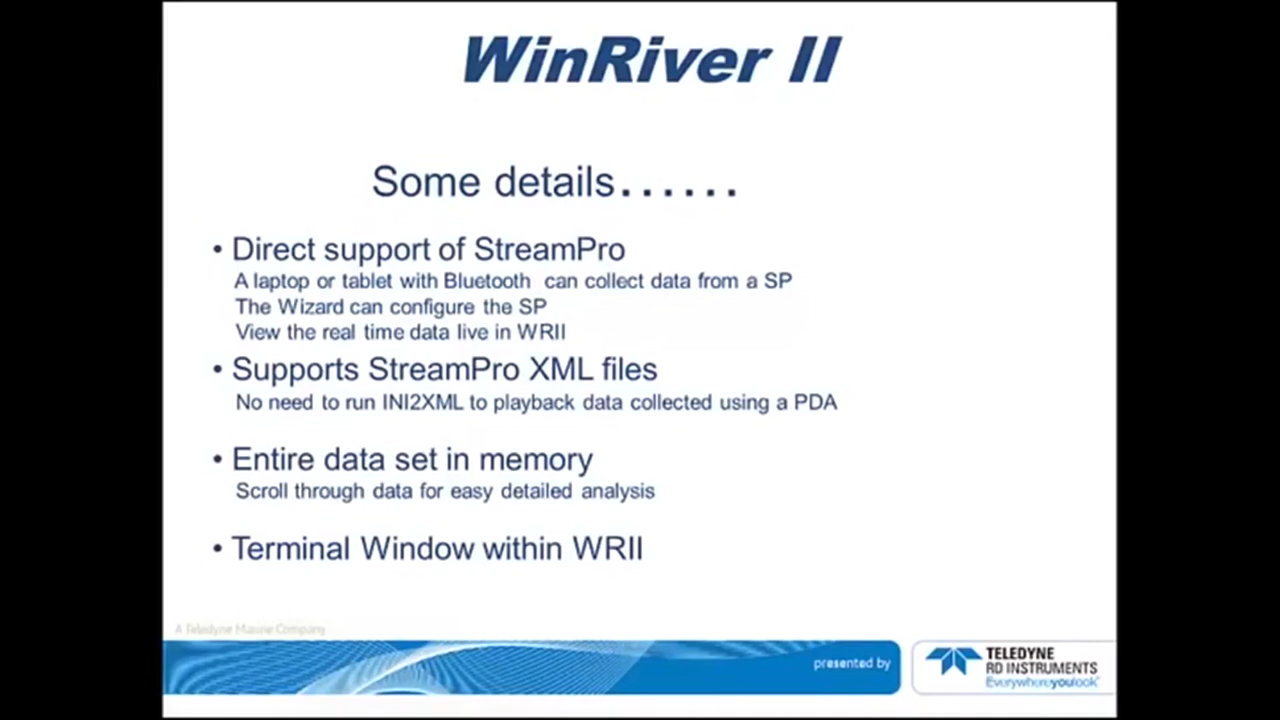 WinRiver II
Some details......
• Direct support of StreamPro
A laptop or tablet with Bluetooth can collect data from a SP
The Wizard can configure the SP
View the real time data live in WRII
• Supports StreamPro XML files
No need to run INI2XML to playback data collected using a PDA
• Entire data set in memory
Scroll through data for easy detailed analysis
• Terminal Window within WRII
A Teledyne Marine Company
presented by
TELEDYNE
RD INSTRUMENTS
Everywhereyoulook